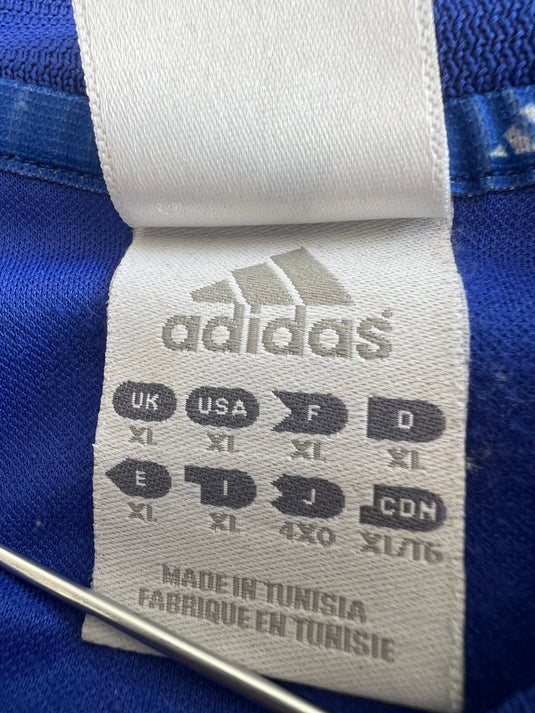 adidas
UK USA F D
XL XL XL XL
E I J CDN
XL XL 4XO XL/TG
MADE IN TUNISIA
FABRIQUE EN TUNISIE